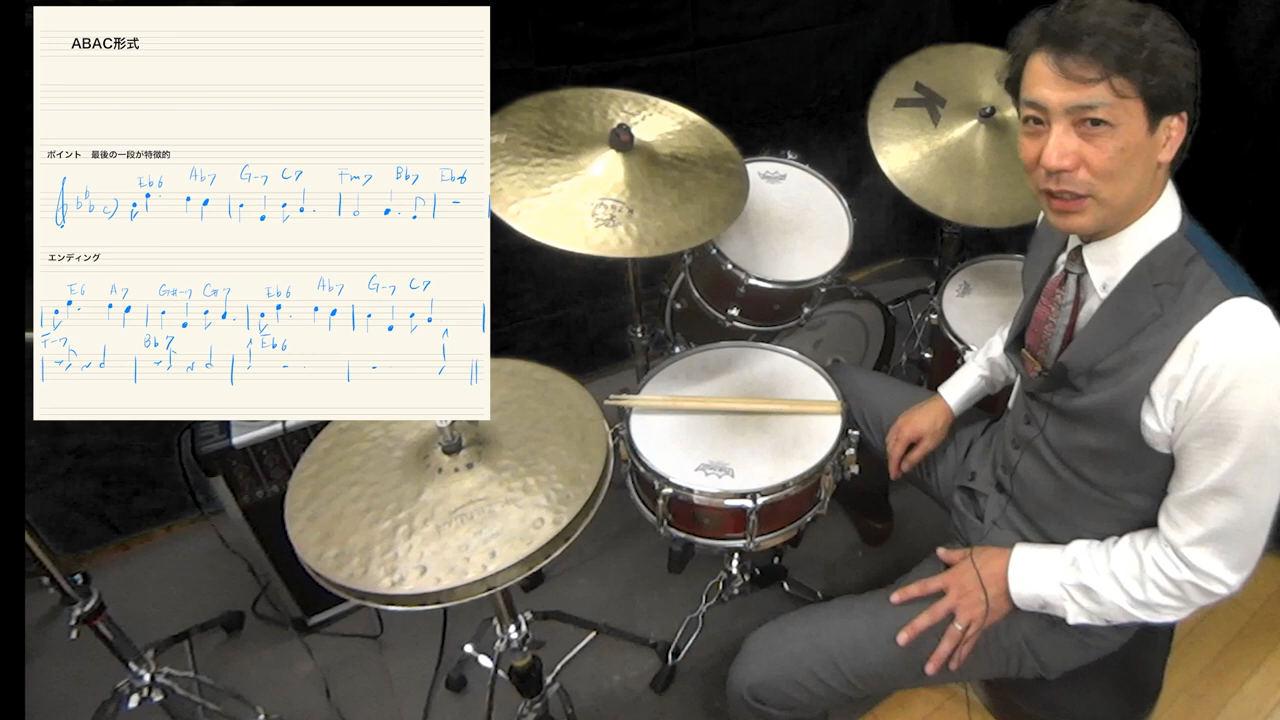 ABAC形式
ポイント 最後の一段が特徴的
Eb6 Ab7 G-7 C7 Fm7 Bb7 Eb6
エンディング
E6 A7 G#-7 C#7 Eb6 Ab7 G-7 C7
F-7 Bb7 Eb6
K